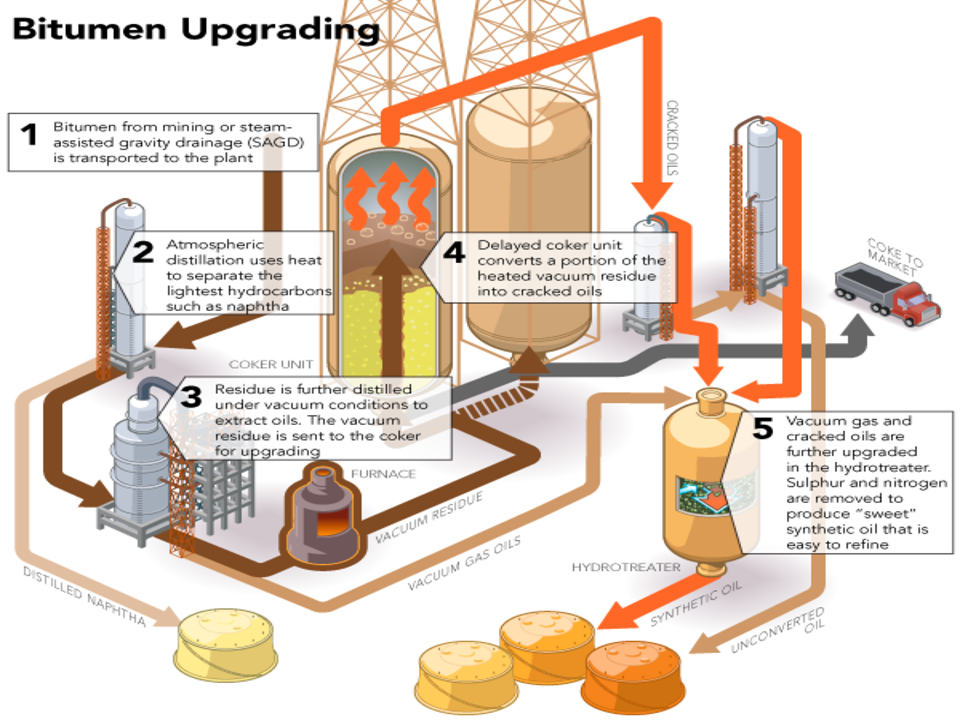 Bitumen Upgrading
1
Bitumen from mining or steam-
assisted gravity drainage (SAGD)
is transported to the plant
2
Atmospheric
distillation uses heat
to separate the
lightest hydrocarbons
such as naphtha
4
Delayed coker unit
converts a portion of the
heated vacuum residue
into cracked oils
CRACKED OILS
COKE TO
MARKET
COKER UNIT
3
Residue is further distilled
under vacuum conditions to
extract oils. The vacuum
residue is sent to the coker
for upgrading
5
Vacuum gas and
cracked oils are
further upgraded
in the hydrotreater.
Sulphur and nitrogen
are removed to
produce “sweet”
synthetic oil that is
easy to refine
FURNACE
VACUUM RESIDUE
VACUUM GAS OILS
HYDROTREATER
DISTILLED NAPHTHA
SYNTHETIC OIL
UNCONVERTED
OIL